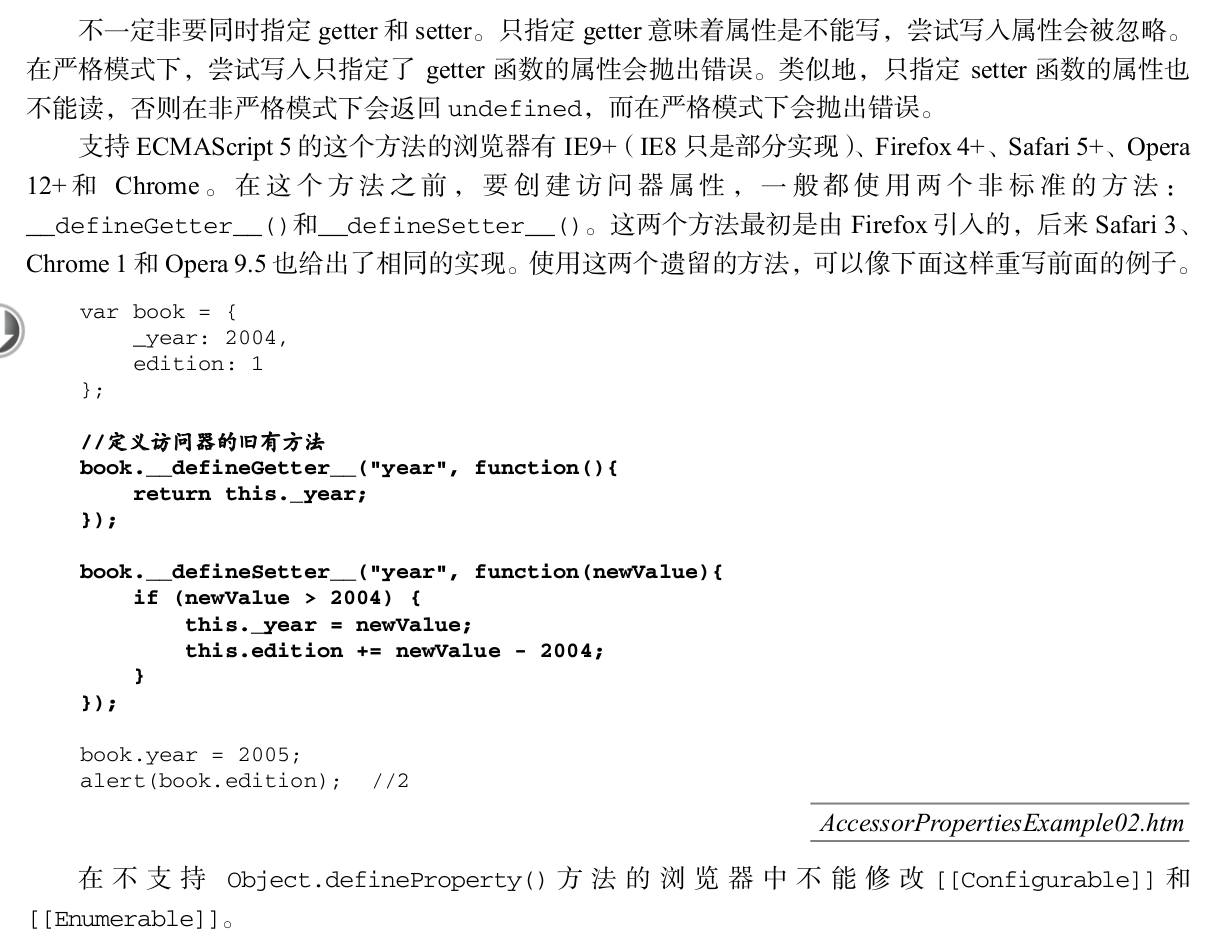 不一定非要同时指定 getter 和 setter。只指定 getter 意味着属性是不能写，尝试写入属性会被忽略。
在严格模式下，尝试写入只指定了 getter 函数的属性会抛出错误。类似地，只指定 setter 函数的属性也
不能读，否则在非严格模式下会返回 undefined，而在严格模式下会抛出错误。
支持 ECMAScript 5 的这个方法的浏览器有 IE9+（IE8 只是部分实现）、Firefox 4+、Safari 5+、Opera
12+ 和 Chrome。在这个方法之前，要创建访问器属性，一般都使用两个非标准的方法：
__defineGetter__()和__defineSetter__()。这两个方法最初是由 Firefox 引入的，后来 Safari 3、
Chrome 1 和 Opera 9.5 也给出了相同的实现。使用这两个遗留的方法，可以像下面这样重写前面的例子。
var book = {
    _year: 2004,
    edition: 1
};
//定义访问器的旧有方法
book.__defineGetter__("year", function(){
    return this._year;
});
book.__defineSetter__("year", function(newValue){
    if (newValue > 2004) {
        this._year = newValue;
        this.edition += newValue - 2004;
    }
});
book.year = 2005;
alert(book.edition);  //2
AccessorPropertiesExample02.htm
在不支持 Object.defineProperty()方法的浏览器中不能修改[[Configurable]]和
[[Enumerable]]。